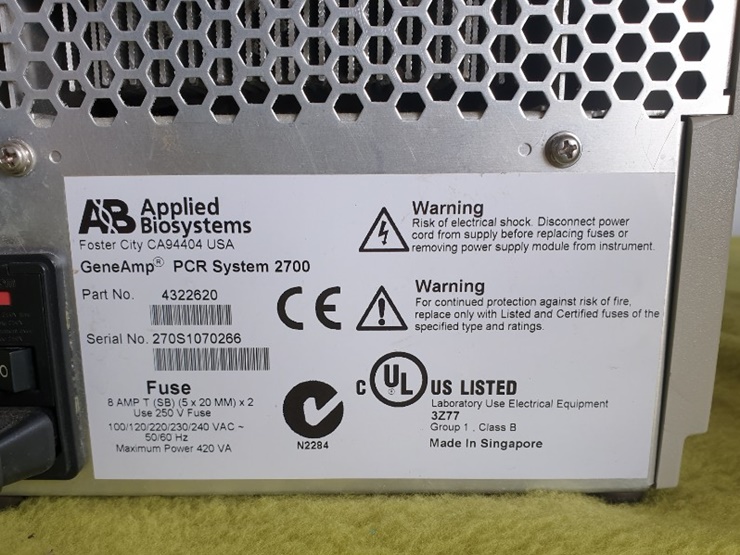 AB Applied
Biosystems
Foster City CA94404 USA
GeneAmp® PCR System 2700
Part No. 4322620
Serial No. 270S1070266
Fuse
8 AMP T (SB) (5 x 20 MM) x 2
Use 250 V Fuse
100/120/220/230/240 VAC ~
50/60 Hz
Maximum Power 420 VA
Warning
Risk of electrical shock. Disconnect power
cord from supply before replacing fuses or
removing power supply module from instrument.
CE
Warning
For continued protection against risk of fire,
replace only with Listed and Certified fuses of the
specified type and ratings.
N2284
C UL US LISTED
Laboratory Use Electrical Equipment
3Z77
Group 1 , Class B
Made In Singapore